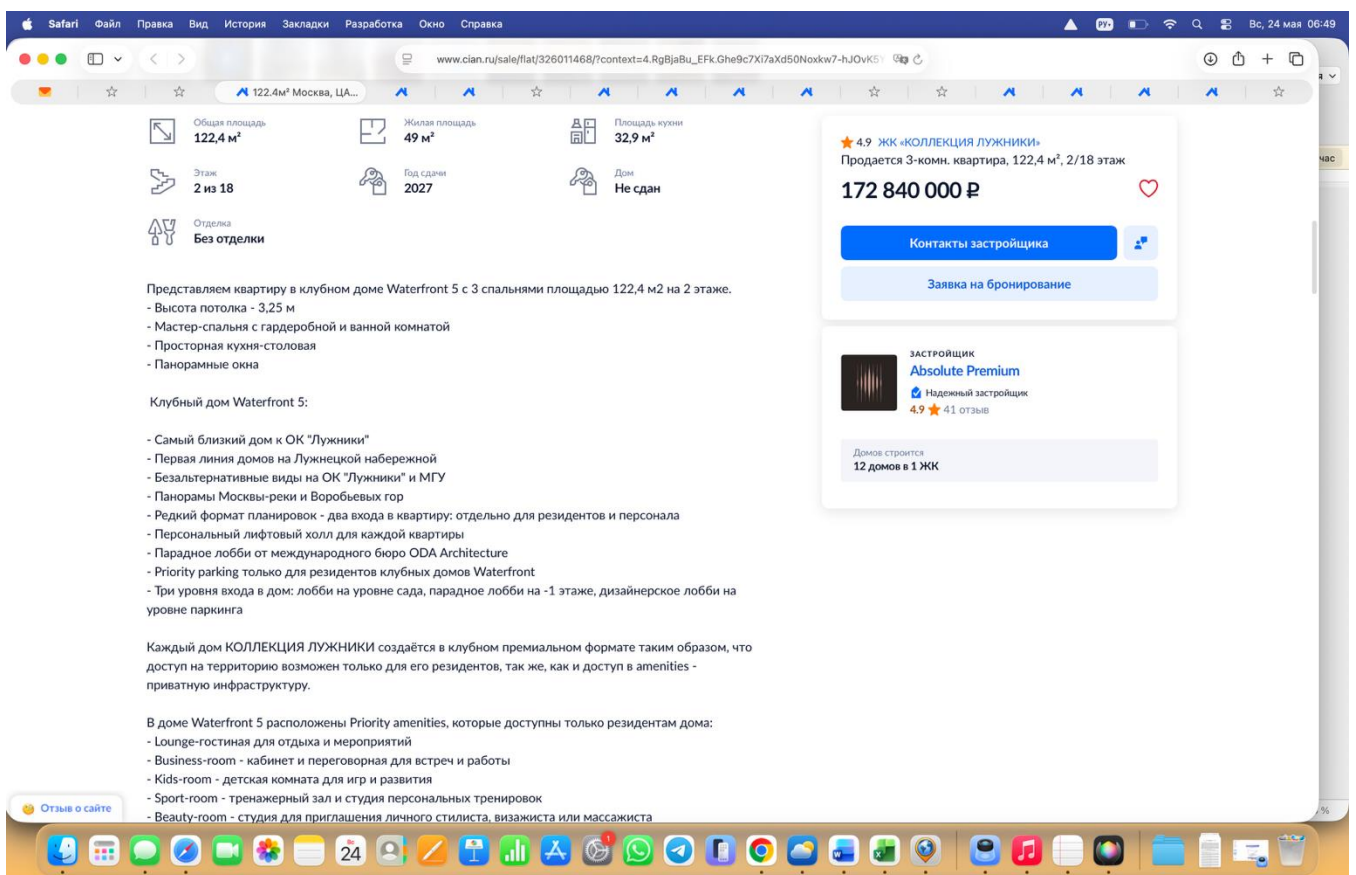 Safari Файл Правка Вид История Закладки Разработка Окно Справка
РУ Вс, 24 мая 06:49
www.cian.ru/sale/flat/326011468/?context=4.RgBjaBu_EFk.Ghe9c7Xi7aXd50Noxkw7-hJOvK5
122.4м² Москва, ЦА...
час
Общая площадь
122,4 м²
Жилая площадь
49 м²
Площадь кухни
32,9 м²
Этаж
2 из 18
Год сдачи
2027
Дом
Не сдан
Отделка
Без отделки
Представляем квартиру в клубном доме Waterfront 5 с 3 спальнями площадью 122,4 м2 на 2 этаже.
- Высота потолка - 3,25 м
- Мастер-спальня с гардеробной и ванной комнатой
- Просторная кухня-столовая
- Панорамные окна
Клубный дом Waterfront 5:
- Самый близкий дом к ОК "Лужники"
- Первая линия домов на Лужнецкой набережной
- Безальтернативные виды на ОК "Лужники" и МГУ
- Панорамы Москвы-реки и Воробьевых гор
- Редкий формат планировок - два входа в квартиру: отдельно для резидентов и персонала
- Персональный лифтовый холл для каждой квартиры
- Парадное лобби от международного бюро ODA Architecture
- Priority parking только для резидентов клубных домов Waterfront
- Три уровня входа в дом: лобби на уровне сада, парадное лобби на -1 этаже, дизайнерское лобби на
уровне паркинга
Каждый дом КОЛЛЕКЦИЯ ЛУЖНИКИ создаётся в клубном премиальном формате таким образом, что
доступ на территорию возможен только для его резидентов, так же, как и доступ в amenities -
приватную инфраструктуру.
В доме Waterfront 5 расположены Priority amenities, которые доступны только резидентам дома:
- Lounge-гостиная для отдыха и мероприятий
- Business-room - кабинет и переговорная для встреч и работы
- Kids-room - детская комната для игр и развития
- Sport-room - тренажерный зал и студия персональных тренировок
- Beauty-room - студия для приглашения личного стилиста, визажиста или массажиста
4.9 ЖК «КОЛЛЕКЦИЯ ЛУЖНИКИ»
Продается 3-комн. квартира, 122,4 м², 2/18 этаж
172 840 000 ₽
Контакты застройщика
Заявка на бронирование
ЗАСТРОЙЩИК
Absolute Premium
Надежный застройщик
4.9 41 отзыв
Домов строится
12 домов в 1 ЖК
Отзыв о сайте
%
24
1